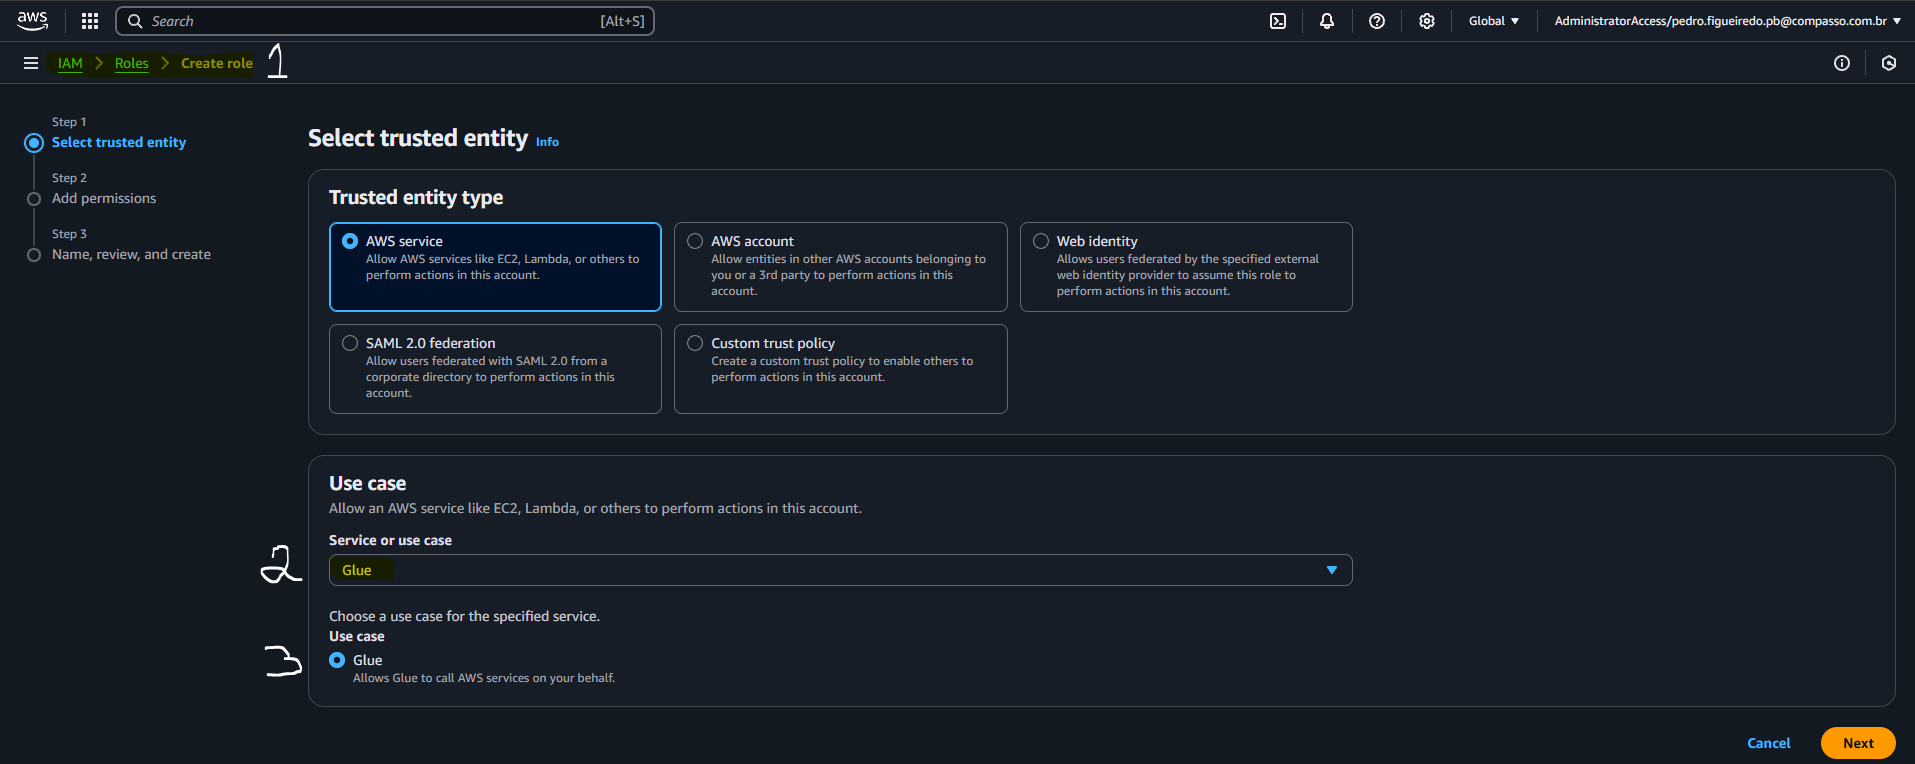 aws Search [Alt+S] Global AdministratorAccess/pedro.figueiredo.pb@compasso.com.br
IAM > Roles > Create role 1
Step 1
Select trusted entity
Step 2
Add permissions
Step 3
Name, review, and create
Select trusted entity Info
Trusted entity type
AWS service
Allow AWS services like EC2, Lambda, or others to
perform actions in this account.
AWS account
Allow entities in other AWS accounts belonging to
you or a 3rd party to perform actions in this
account.
Web identity
Allows users federated by the specified external
web identity provider to assume this role to
perform actions in this account.
SAML 2.0 federation
Allow users federated with SAML 2.0 from a
corporate directory to perform actions in this
account.
Custom trust policy
Create a custom trust policy to enable others to
perform actions in this account.
Use case
Allow an AWS service like EC2, Lambda, or others to perform actions in this account.
Service or use case
2 Glue
Choose a use case for the specified service.
Use case
3 Glue
Allows Glue to call AWS services on your behalf.
Cancel Next